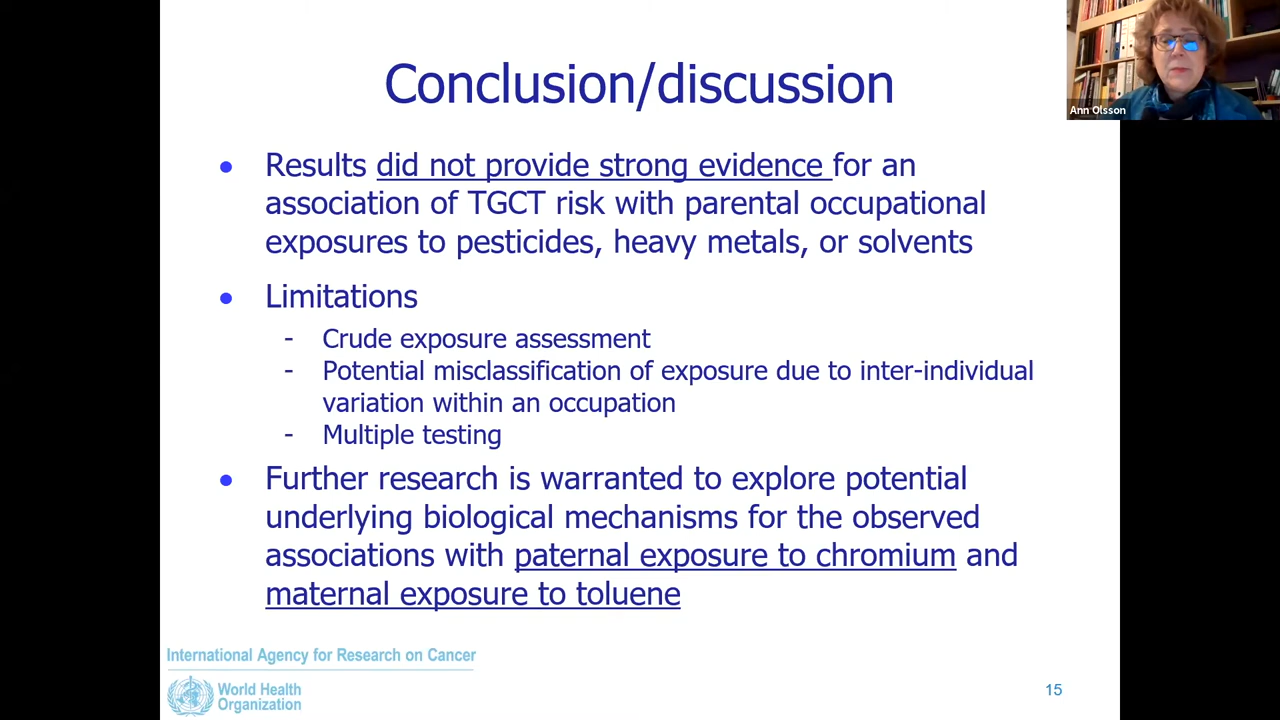 Conclusion/discussion
Ann Olsson
• Results did not provide strong evidence for an
association of TGCT risk with parental occupational
exposures to pesticides, heavy metals, or solvents
• Limitations
- Crude exposure assessment
- Potential misclassification of exposure due to inter-individual
variation within an occupation
- Multiple testing
• Further research is warranted to explore potential
underlying biological mechanisms for the observed
associations with paternal exposure to chromium and
maternal exposure to toluene
International Agency for Research on Cancer
World Health
Organization
15